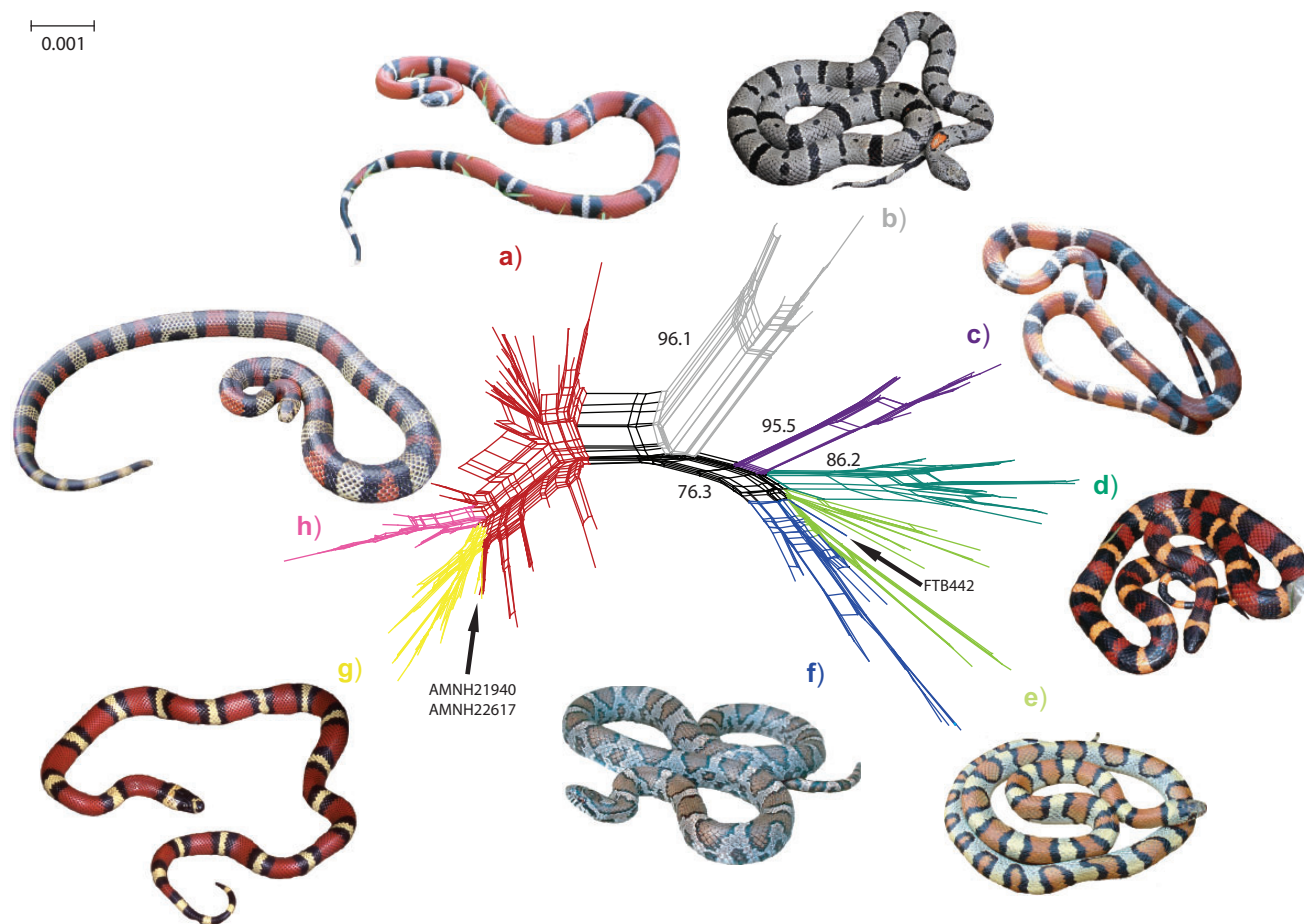 0.001
a)
b)
c)
d)
e)
f)
g)
h)
96.1
95.5
86.2
76.3
FTB442
AMNH21940
AMNH22617